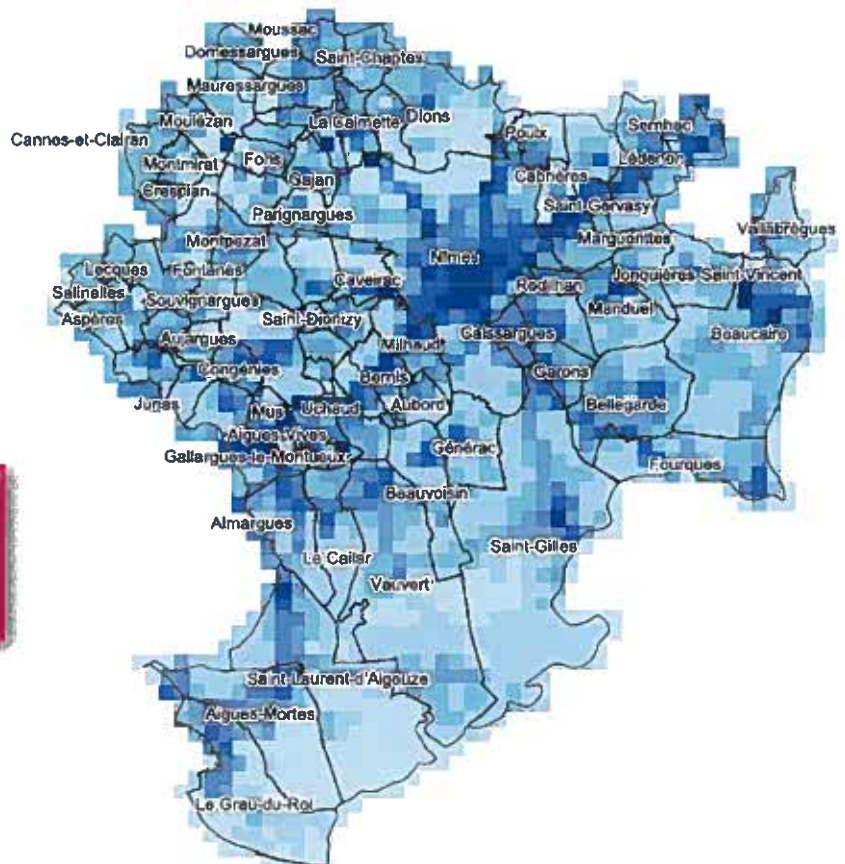 Moussac
Domessargues
Saint-Chaptes
Mauressargues
Moulézan
La Calmette
Dions
Cannes-et-Clairan
Poulx
Sernhac
Montmirat
Fons
Lédenon
Gajan
Cabrières
Crespian
Saint-Gervasy
Parignargues
Vallabrègues
Montpezat
Marguerittes
Nîmes
Lecques
Fontanès
Caveirac
Jonquières-Saint-Vincent
Salinelles
Souvignargues
Rodilhan
Manduel
Aspères
Saint-Dionizy
Caissargues
Beaucaire
Aujargues
Milhaud
Congénies
Bernis
Garons
Junas
Mus
Uchaud
Aubord
Bellegarde
Aigues-Vives
Générac
Gallargues-le-Montueux
Fourques
Beauvoisin
Aimargues
Saint-Gilles
Le Cailar
Vauvert
Saint-Laurent-d'Aigouze
Aigues-Mortes
Le Grau-du-Roi